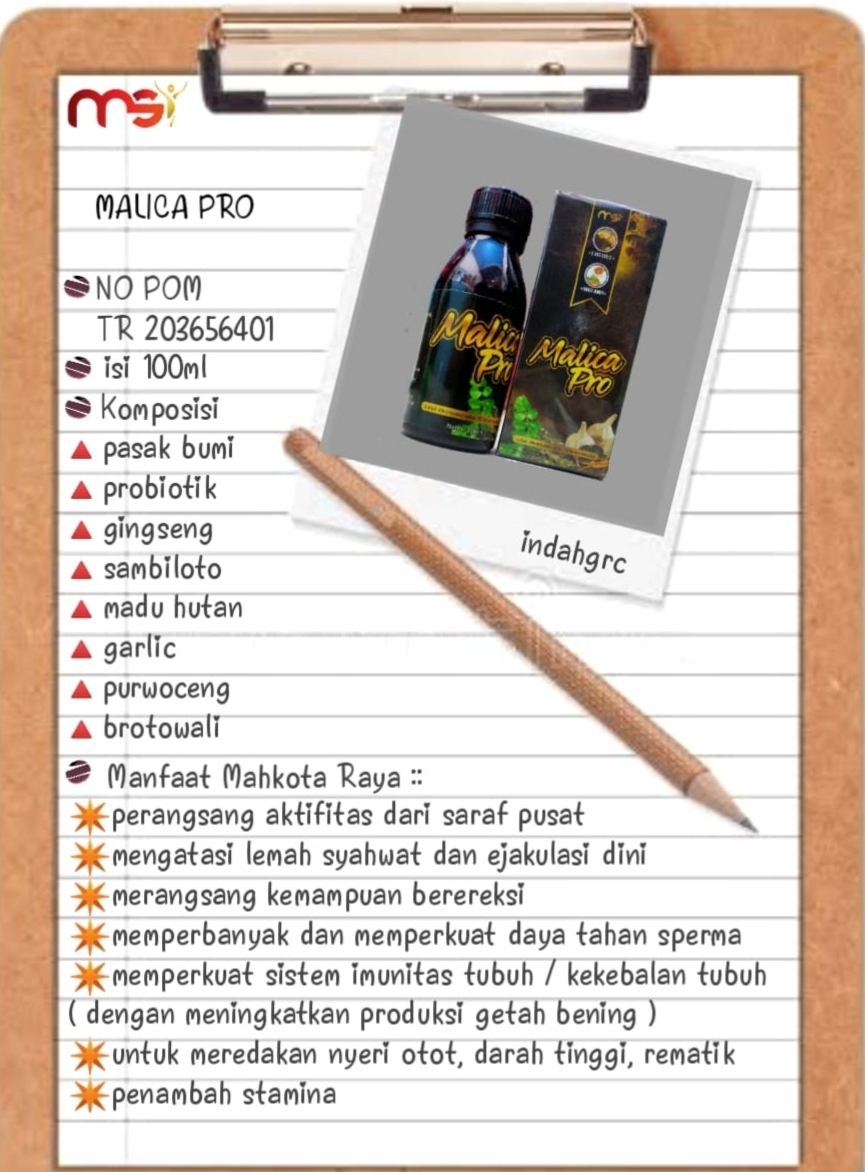 msi
MALICA PRO
NO POM
TR 203656401
isi 100ml
Komposisi
pasak bumi
probiotik
gingseng
sambiloto
madu hutan
garlic
purwoceng
brotowali
msi
Malica
Pro
Malica
Pro
indahgrc
Manfaat Mahkota Raya ::
perangsang aktifitas dari saraf pusat
mengatasi lemah syahwat dan ejakulasi dini
merangsang kemampuan berereksi
memperbanyak dan memperkuat daya tahan sperma
memperkuat sistem imunitas tubuh / kekebalan tubuh
( dengan meningkatkan produksi getah bening )
untuk meredakan nyeri otot, darah tinggi, rematik
penambah stamina